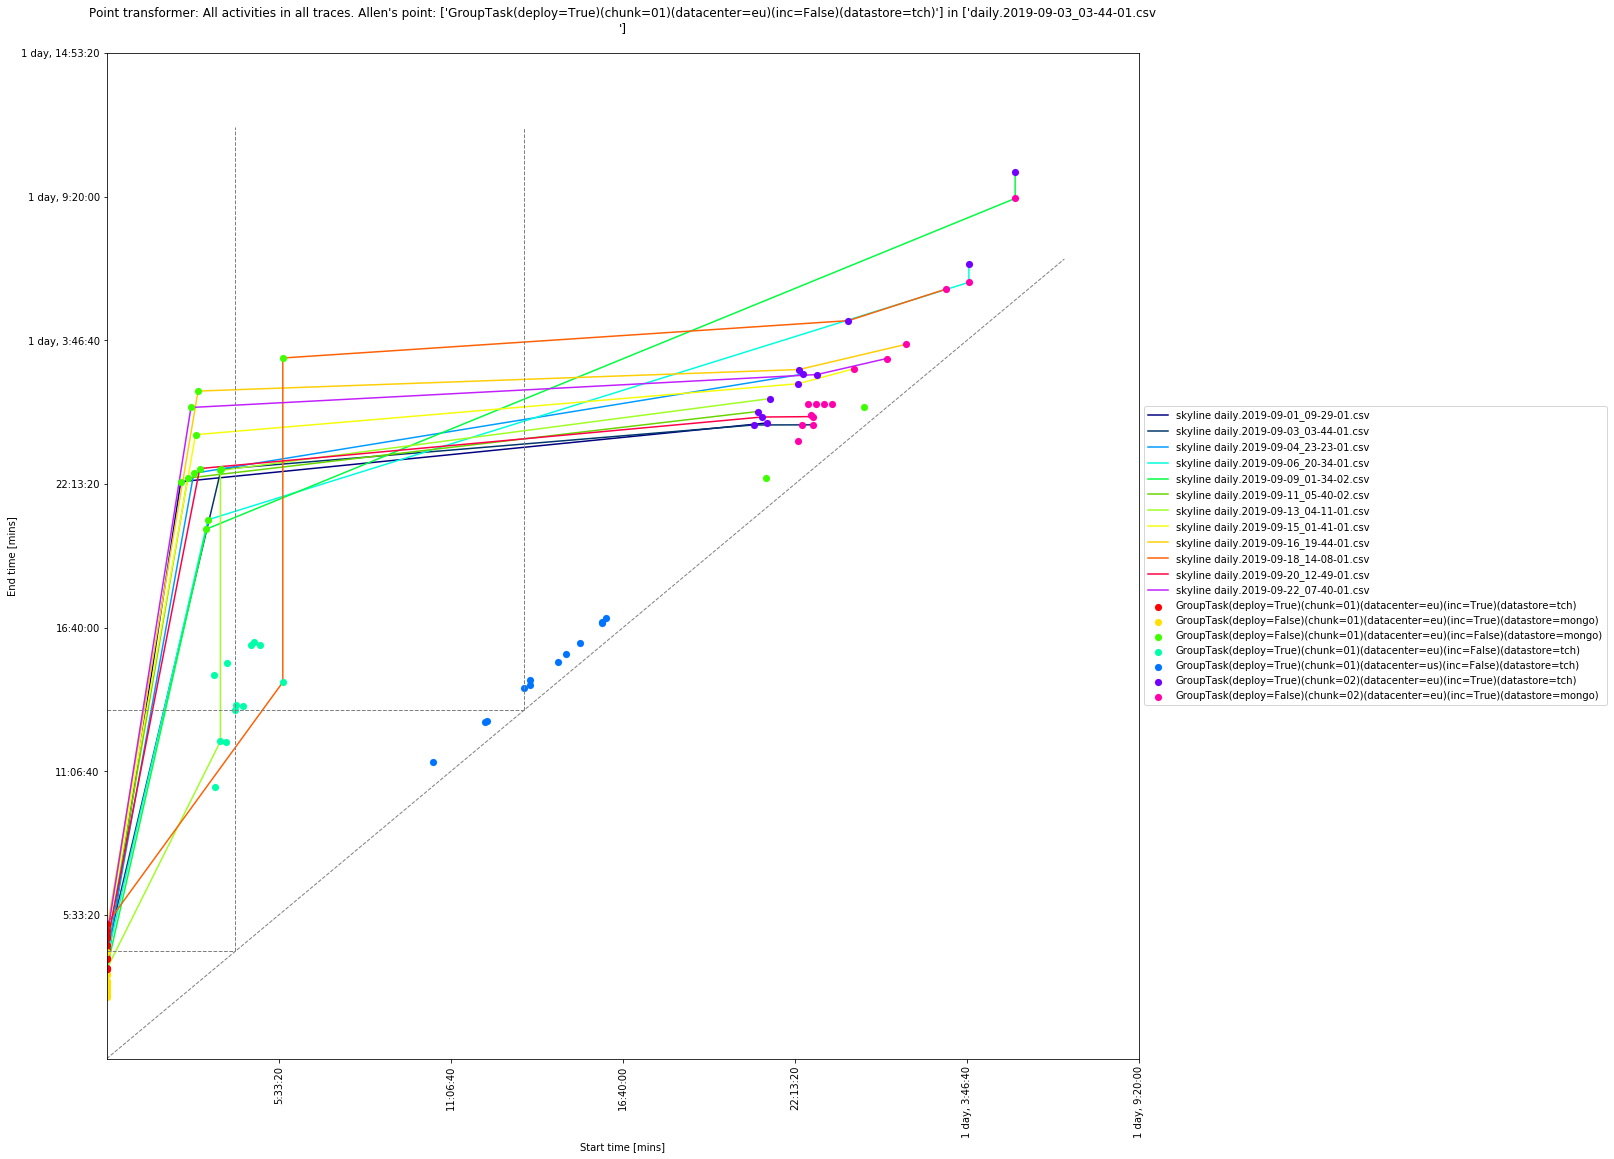 Point transformer: All activities in all traces. Allen's point: ['GroupTask(deploy=True)(chunk=01)(datacenter=eu)(inc=False)(datastore=tch)'] in ['daily.2019-09-03_03-44-01.csv
']
1 day, 14:53:20
1 day, 9:20:00
1 day, 3:46:40
22:13:20
16:40:00
11:06:40
5:33:20
End time [mins]
5:33:20
11:06:40
16:40:00
22:13:20
1 day, 3:46:40
1 day, 9:20:00
Start time [mins]
skyline daily.2019-09-01_09-29-01.csv
skyline daily.2019-09-03_03-44-01.csv
skyline daily.2019-09-04_23-23-01.csv
skyline daily.2019-09-06_20-34-01.csv
skyline daily.2019-09-09_01-34-02.csv
skyline daily.2019-09-11_05-40-02.csv
skyline daily.2019-09-13_04-11-01.csv
skyline daily.2019-09-15_01-41-01.csv
skyline daily.2019-09-16_19-44-01.csv
skyline daily.2019-09-18_14-08-01.csv
skyline daily.2019-09-20_12-49-01.csv
skyline daily.2019-09-22_07-40-01.csv
GroupTask(deploy=True)(chunk=01)(datacenter=eu)(inc=True)(datastore=tch)
GroupTask(deploy=False)(chunk=01)(datacenter=eu)(inc=True)(datastore=mongo)
GroupTask(deploy=False)(chunk=01)(datacenter=eu)(inc=False)(datastore=mongo)
GroupTask(deploy=True)(chunk=01)(datacenter=eu)(inc=False)(datastore=tch)
GroupTask(deploy=True)(chunk=01)(datacenter=us)(inc=False)(datastore=tch)
GroupTask(deploy=True)(chunk=02)(datacenter=eu)(inc=True)(datastore=tch)
GroupTask(deploy=False)(chunk=02)(datacenter=eu)(inc=True)(datastore=mongo)